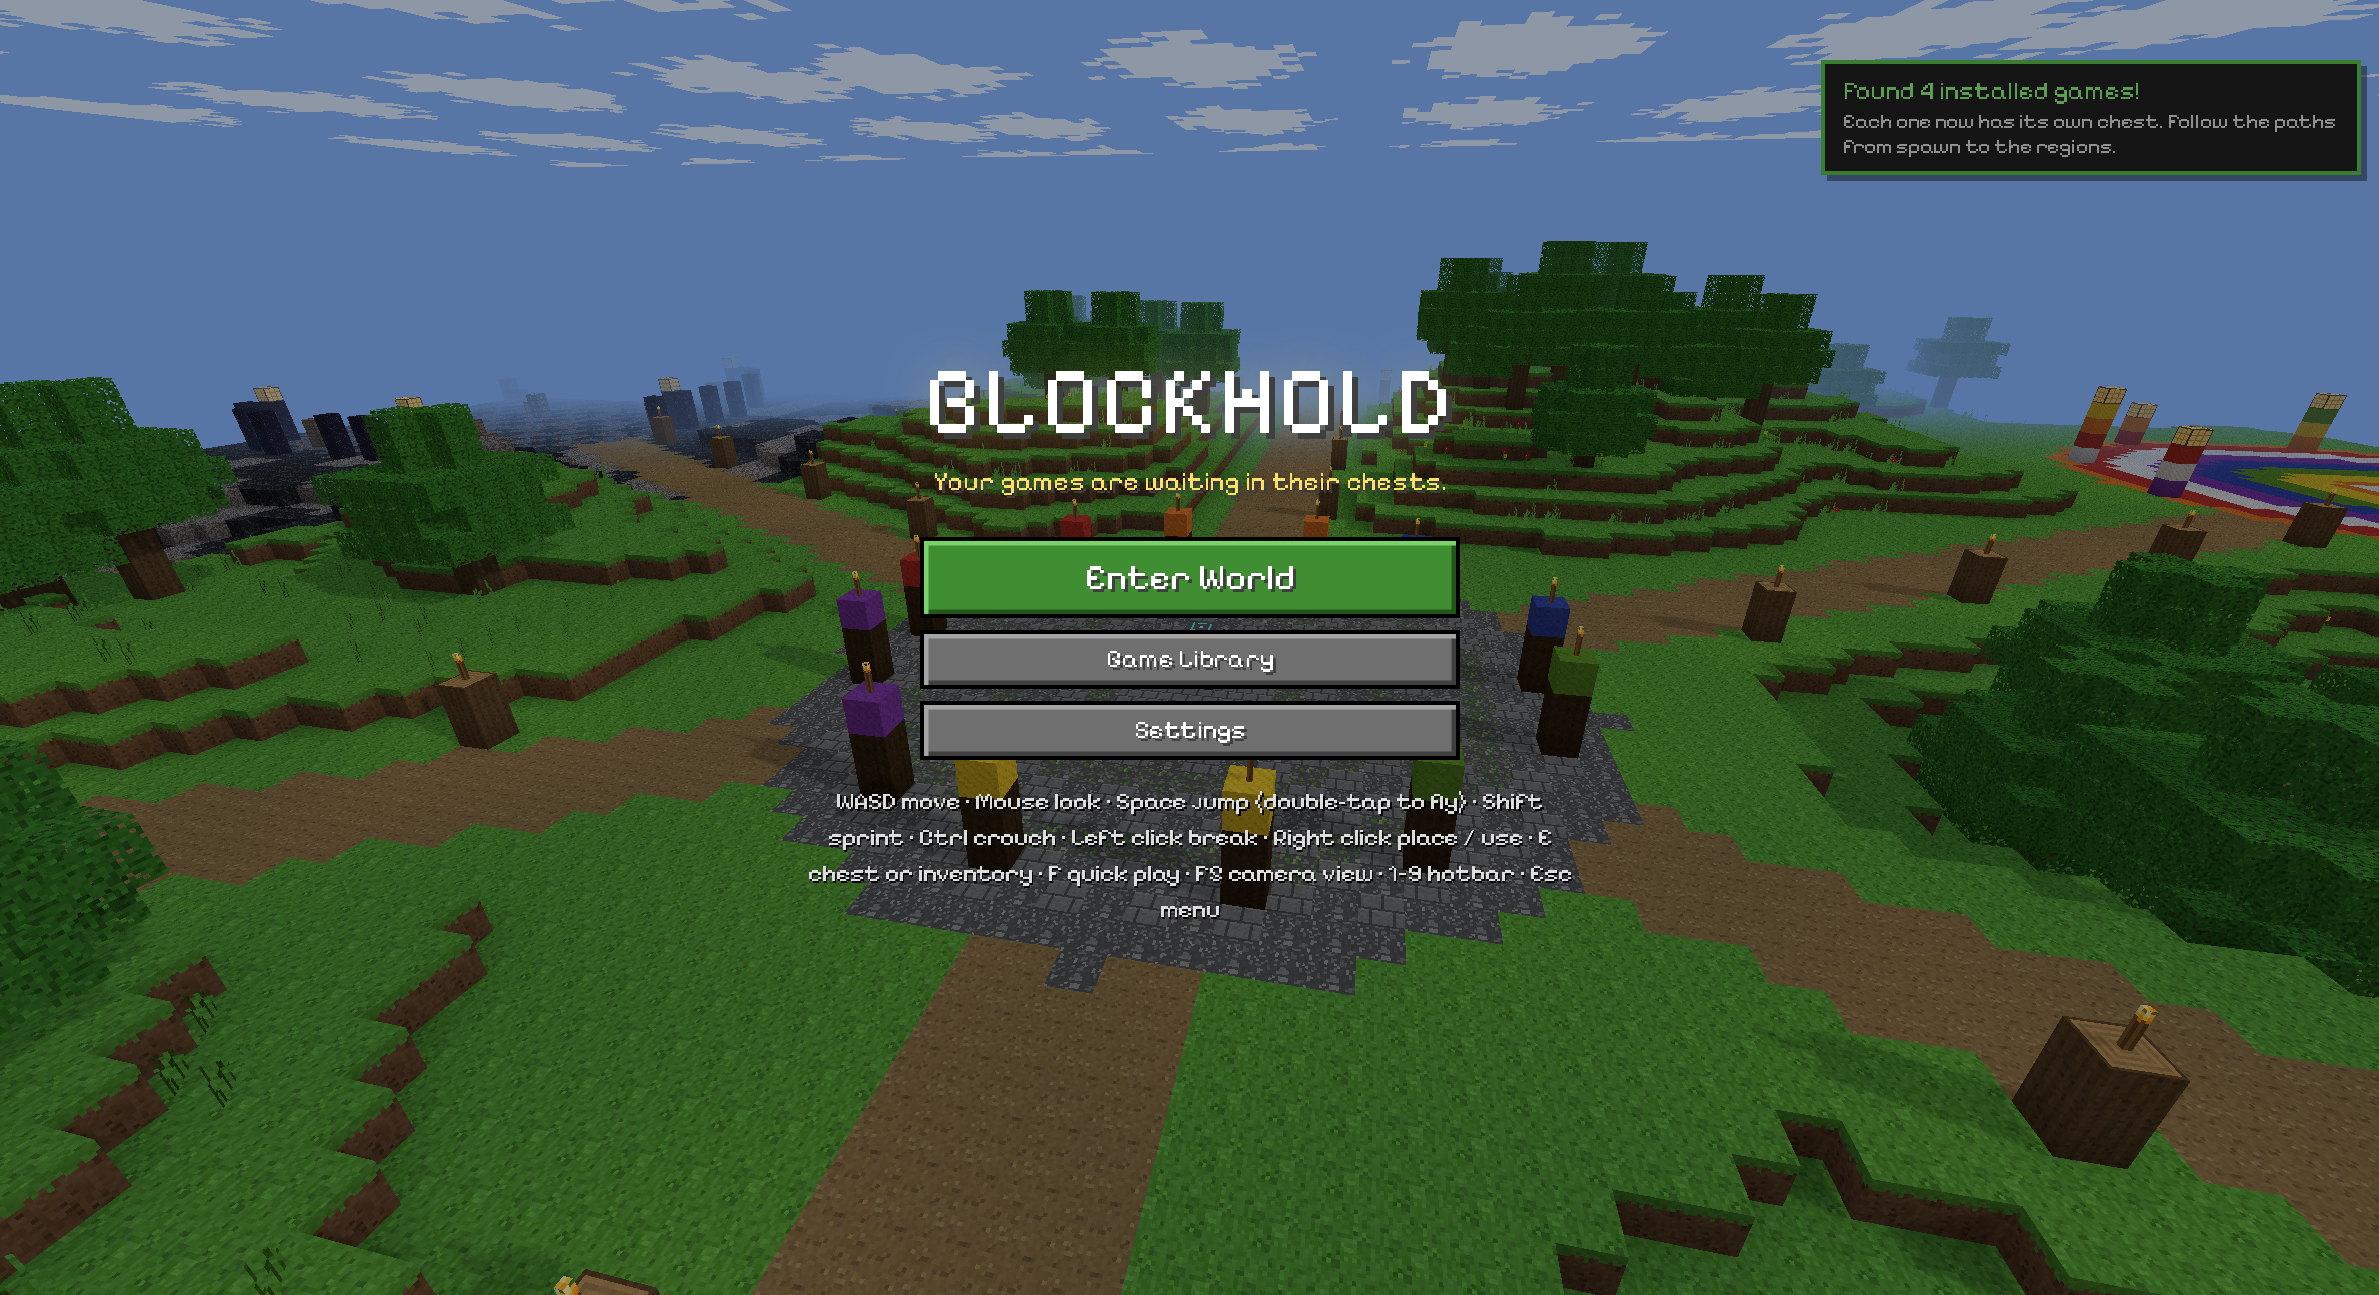 Found 4 installed games!
Each one now has its own chest. Follow the paths
from spawn to the regions.
BLOCKHOLD
Your games are waiting in their chests.
Enter World
Game Library
Settings
WASD move · Mouse look · Space jump (double-tap to fly) · Shift
sprint · Ctrl crouch · Left click break · Right click place / use · E
chest or inventory · F quick play · F8 camera view · 1-9 hotbar · Esc
menu